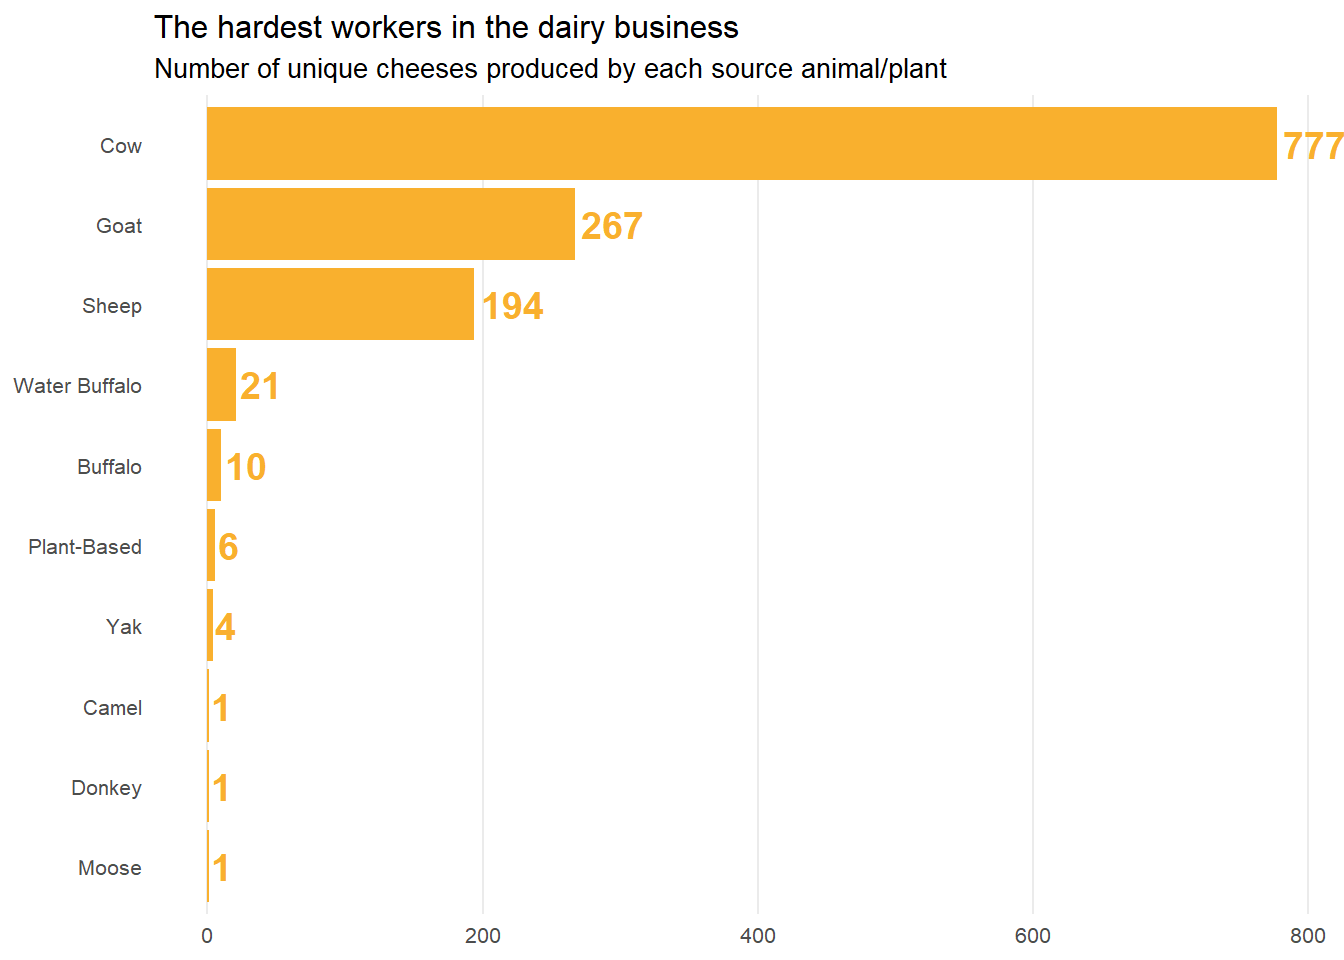 The hardest workers in the dairy business
Number of unique cheeses produced by each source animal/plant
Cow 777
Goat 267
Sheep 194
Water Buffalo 21
Buffalo 10
Plant-Based 6
Yak 4
Camel 1
Donkey 1
Moose 1
0 200 400 600 800